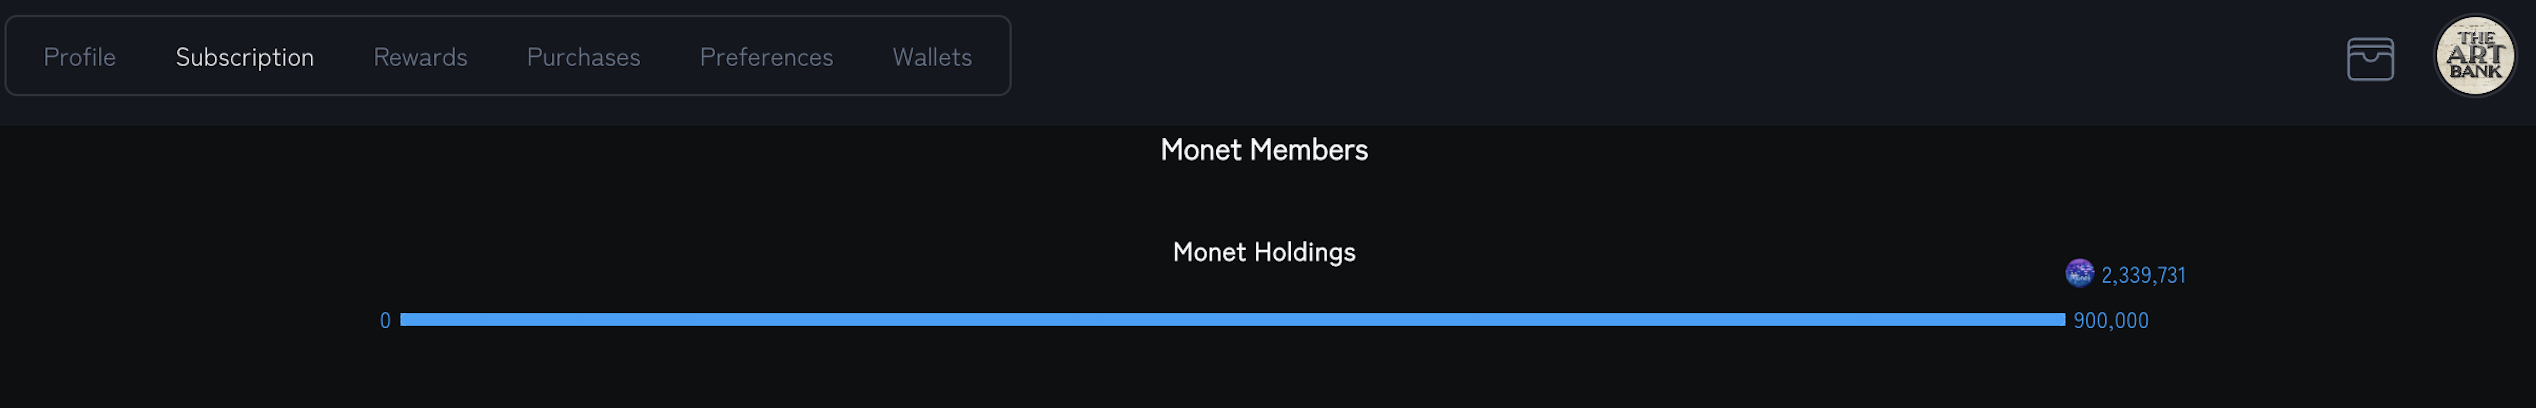 Profile Subscription Rewards Purchases Preferences Wallets
THE
ART
BANK
Monet Members
Monet Holdings
2,339,731
0 900,000